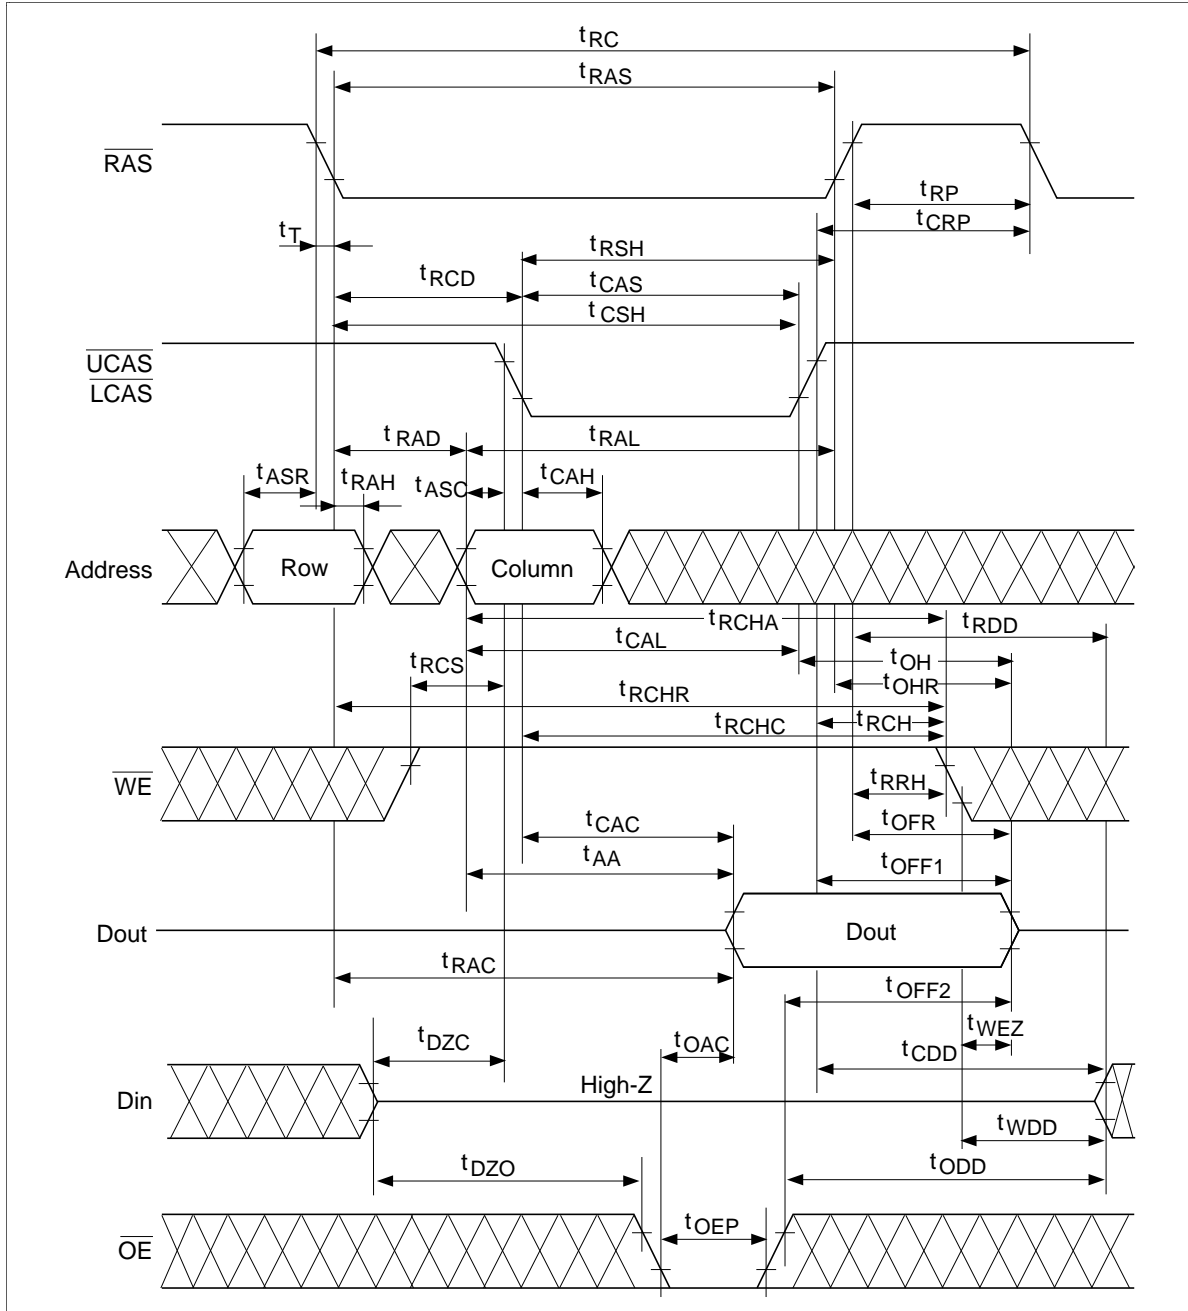 tRC
tRAS
RAS
tRP
tCRP
tT
tRSH
tRCD
tCAS
tCSH
UCAS
LCAS
tRAD
tRAL
tASR
tRAH
tASC
tCAH
Address
Row
Column
tRCHA
tRDD
tCAL
tOH
tRCS
tOHR
tRCHR
tRCH
tRCHC
WE
tRRH
tCAC
tOFR
tAA
tOFF1
Dout
Dout
tRAC
tOFF2
tWEZ
tDZC
tOAC
tCDD
High-Z
Din
tWDD
tDZO
tODD
tOEP
OE